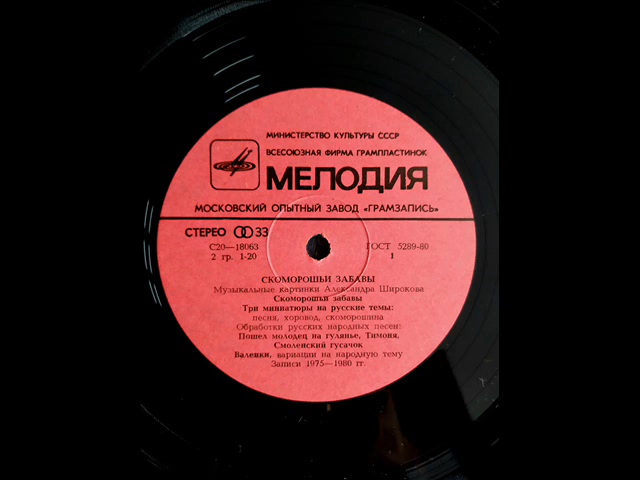 МИНИСТЕРСТВО КУЛЬТУРЫ СССР
ВСЕСОЮЗНАЯ ФИРМА ГРАМПЛАСТИНОК
МЕЛОДИЯ
МОСКОВСКИЙ ОПЫТНЫЙ ЗАВОД «ГРАМЗАПИСЬ»
СТЕРЕО 33
С20—18063 ГОСТ 5289-80
2 гр. 1-20 1
СКОМОРОШЬИ ЗАБАВЫ
Музыкальные картинки Александра Широкова
Скоморошьи забавы
Три миниатюры на русские темы:
песня, хоровод, скоморошина
Обработки русских народных песен:
Пошел молодец на гулянье, Тимоня,
Смоленский гусачок
Валенки, вариации на народную тему
Записи 1975—1980 гг.